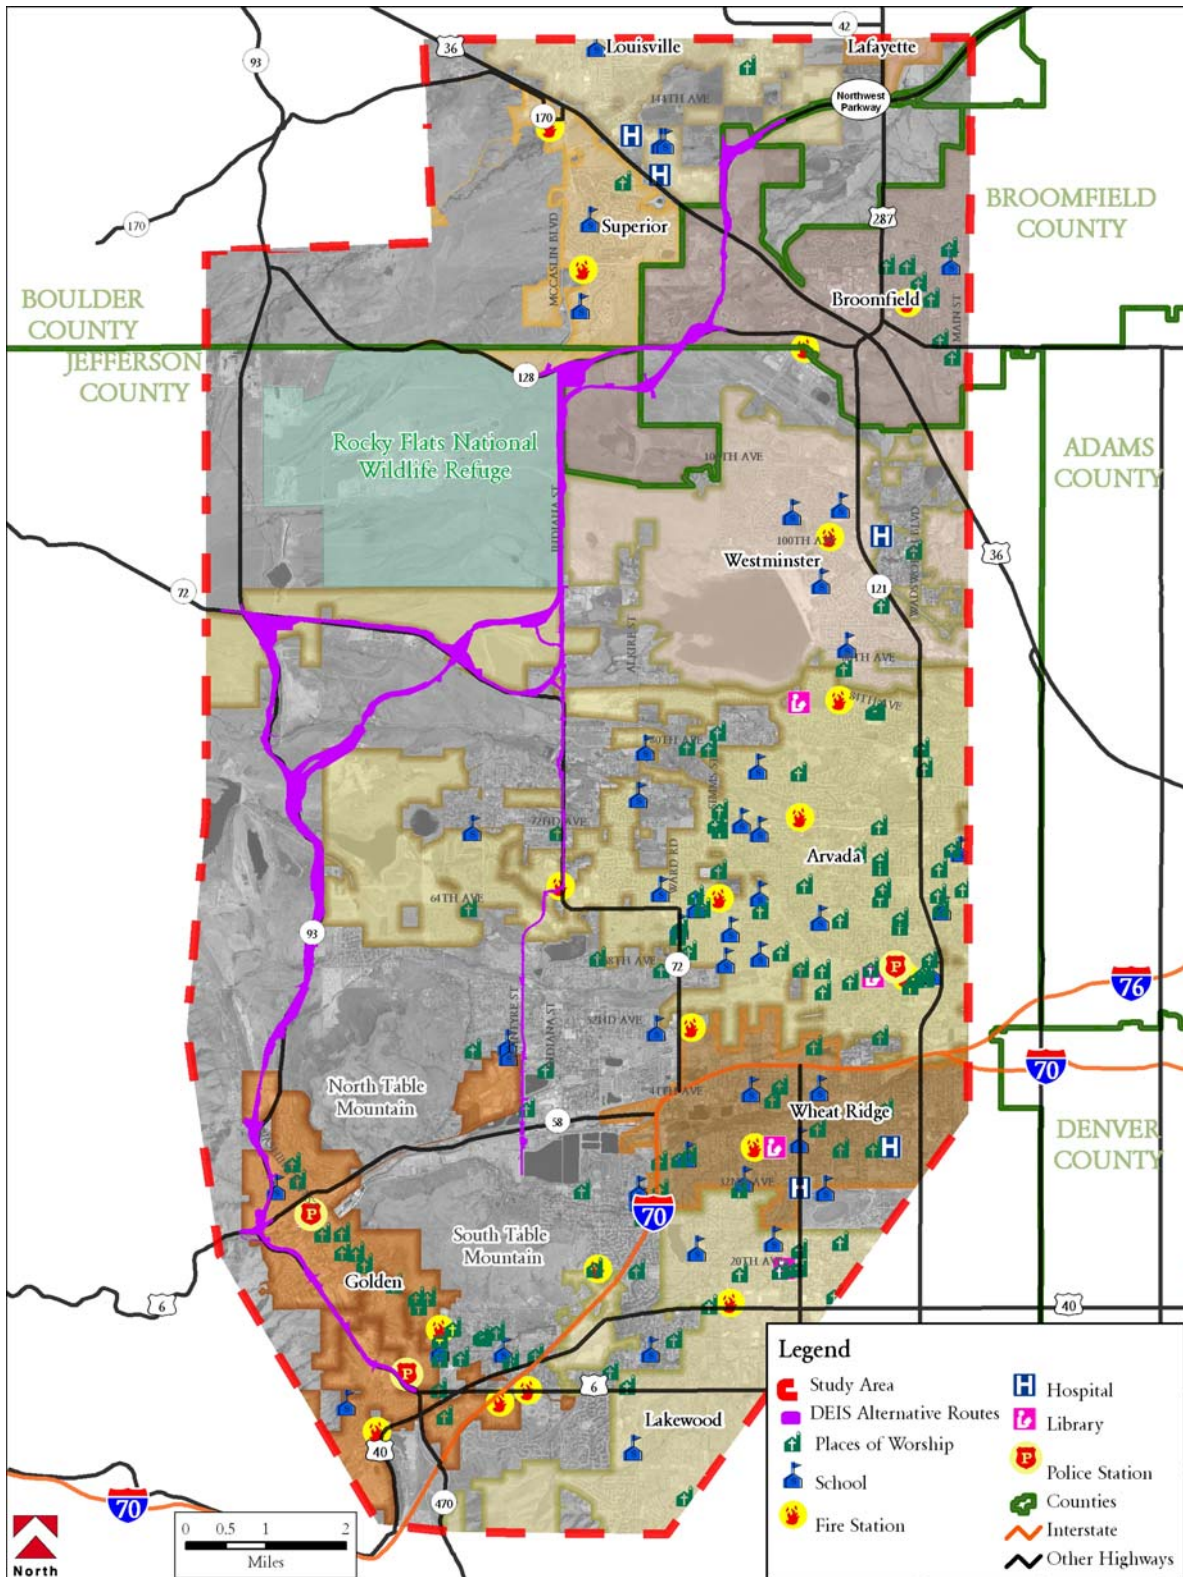 42
36
Louisville
Lafayette
93
144TH AVE
Northwest
Parkway
170
H
H
BROOMFIELD
COUNTY
170
287
MCCASLIN BLVD
Superior
BOULDER
COUNTY
Broomfield
MAIN ST
JEFFERSON
COUNTY
128
Rocky Flats National
Wildlife Refuge
ADAMS
COUNTY
INDIANA ST
100TH AVE
H
WADSWORTH BLVD
36
Westminster
72
121
ALKIRE ST
84TH AVE
80TH AVE
SIMMS ST
72ND AVE
Arvada
WARD RD
64TH AVE
93
58TH AVE
72
P
76
52ND AVE
INDIANA ST
70
North Table
Mountain
44TH AVE
Wheat Ridge
58
H
DENVER
COUNTY
32ND AVE
H
P
70
South Table
Mountain
20TH AVE
Golden
6
40
P
6
Lakewood
40
470
70
0 0.5 1 2
Miles
North
Legend
Study Area
DEIS Alternative Routes
Places of Worship
School
Fire Station
H Hospital
Library
P Police Station
Counties
Interstate
Other Highways